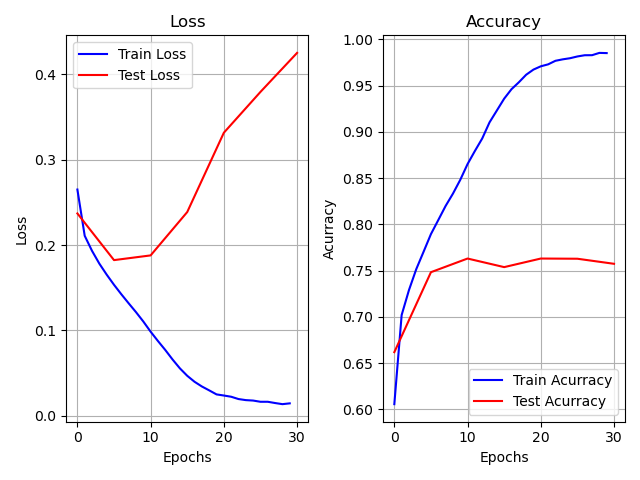 Loss
Train Loss
Test Loss
0.4
0.3
0.2
0.1
0.0
0
10
20
30
Epochs
Loss
Accuracy
1.00
0.95
0.90
0.85
0.80
0.75
0.70
0.65
0.60
0
10
20
30
Epochs
Acurracy
Train Acurracy
Test Acurracy